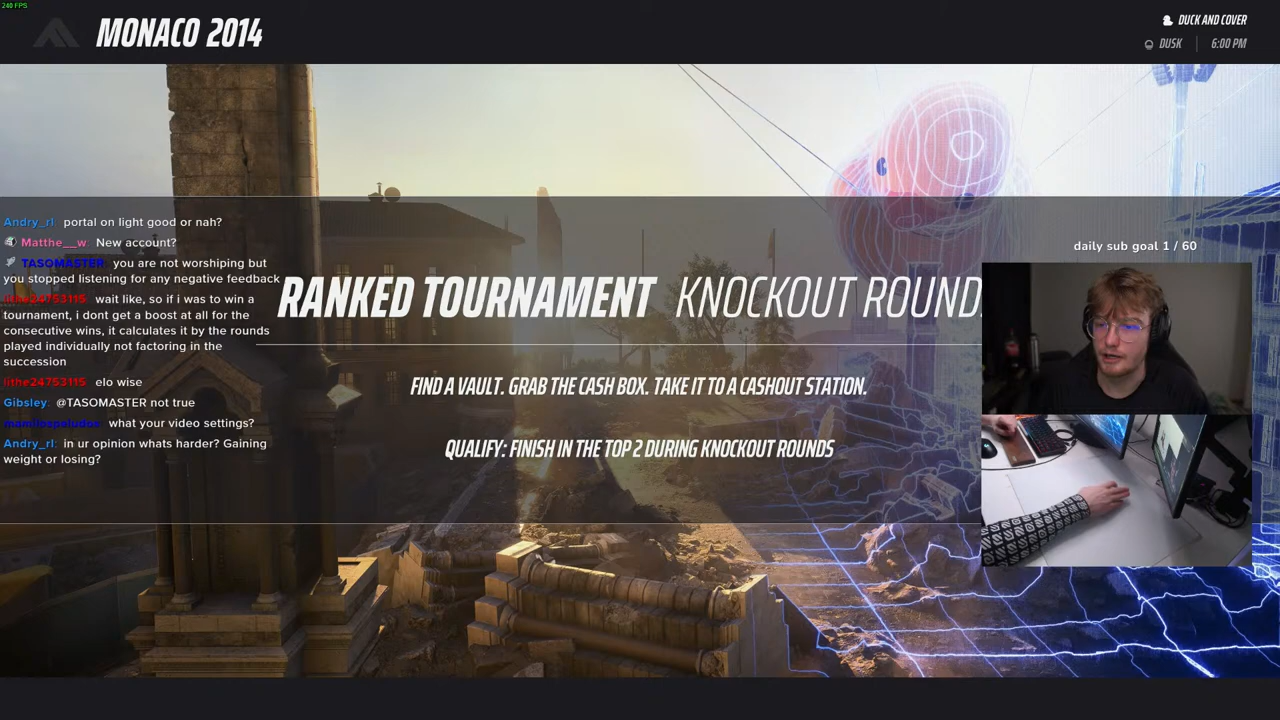 240 FPS
MONACO 2014
DUCK AND COVER
DUSK
6:00 PM
Andry_rl: portal on light good or nah?
Matthe__w: New account?
TASOMASTER: you are not worshiping but
you stopped listening for any negative feedback
lithe24753115: wait like, so if i was to win a
tournament, i dont get a boost at all for the
consecutive wins, it calculates it by the rounds
played individually not factoring in the
succession
lithe24753115: elo wise
Gibsley: @TASOMASTER not true
what your video settings?
Andry_rl: in ur opinion whats harder? Gaining
weight or losing?
RANKED TOURNAMENT KNOCKOUT ROUND
FIND A VAULT. GRAB THE CASH BOX. TAKE IT TO A CASHOUT STATION.
QUALIFY: FINISH IN THE TOP 2 DURING KNOCKOUT ROUNDS
daily sub goal 1 / 60